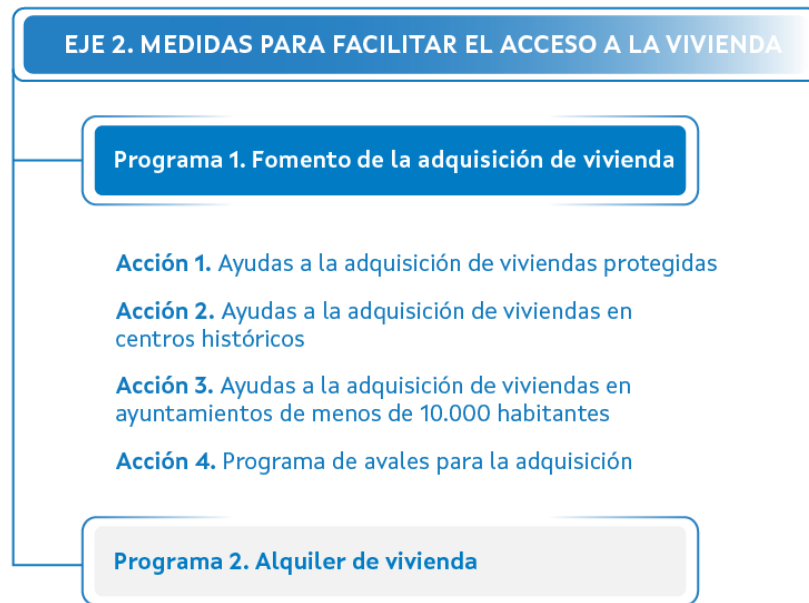 EJE 2. MEDIDAS PARA FACILITAR EL ACCESO A LA VIVIENDA
Programa 1. Fomento de la adquisición de vivienda
Acción 1. Ayudas a la adquisición de viviendas protegidas
Acción 2. Ayudas a la adquisición de viviendas en
centros históricos
Acción 3. Ayudas a la adquisición de viviendas en
ayuntamientos de menos de 10.000 habitantes
Acción 4. Programa de avales para la adquisición
Programa 2. Alquiler de vivienda